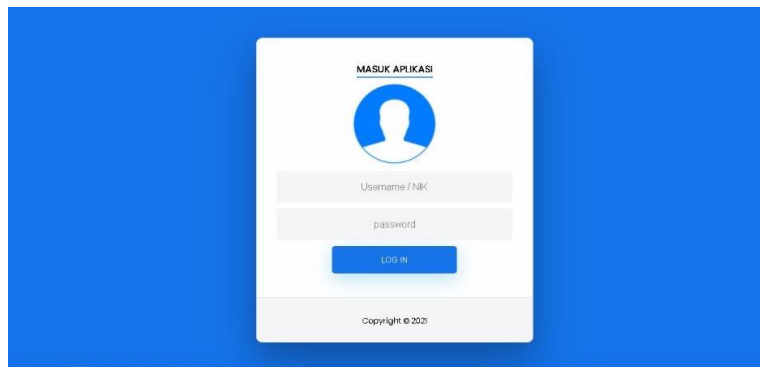 MASUK APLIKASI
Username / NIK
password
LOG IN
Copyright © 2021